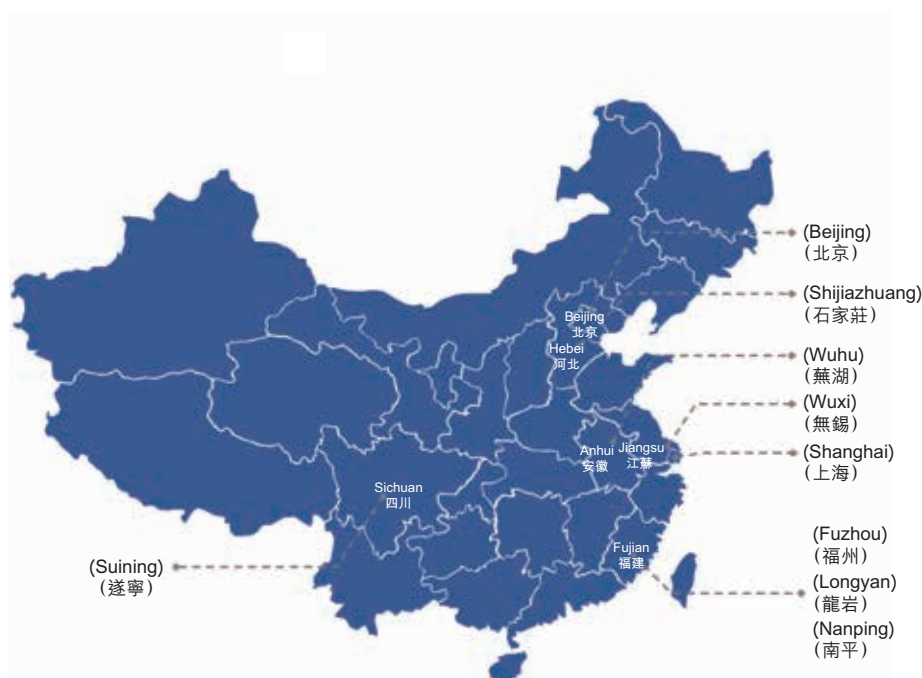 (Beijing)
(北京)
(Shijiazhuang)
(石家莊)
Beijing
北京
Hebei
河北
(Wuhu)
(蕪湖)
(Wuxi)
(無錫)
Anhui
安徽
Jiangsu
江蘇
(Shanghai)
(上海)
Sichuan
四川
(Fuzhou)
(福州)
Fujian
福建
(Suining)
(遂寧)
(Longyan)
(龍岩)
(Nanping)
(南平)